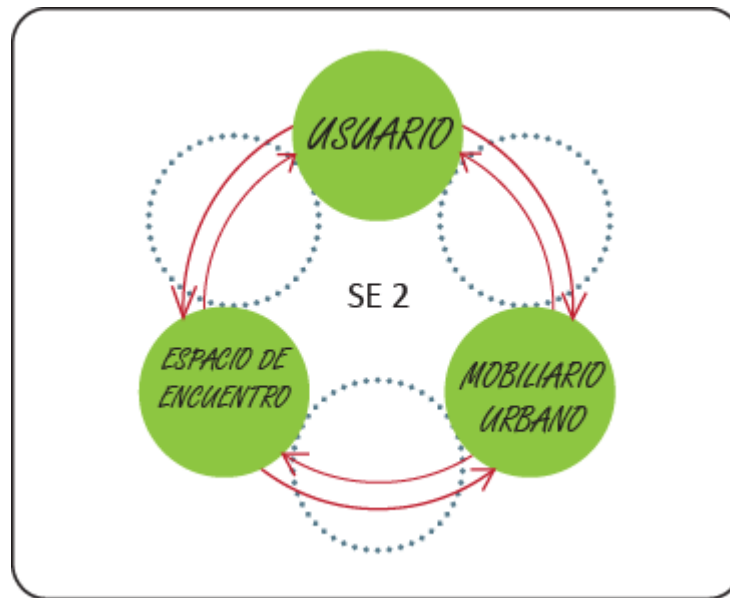 USUARIO
SE 2
ESPACIO DE
ENCUENTRO
MOBILIARIO
URBANO